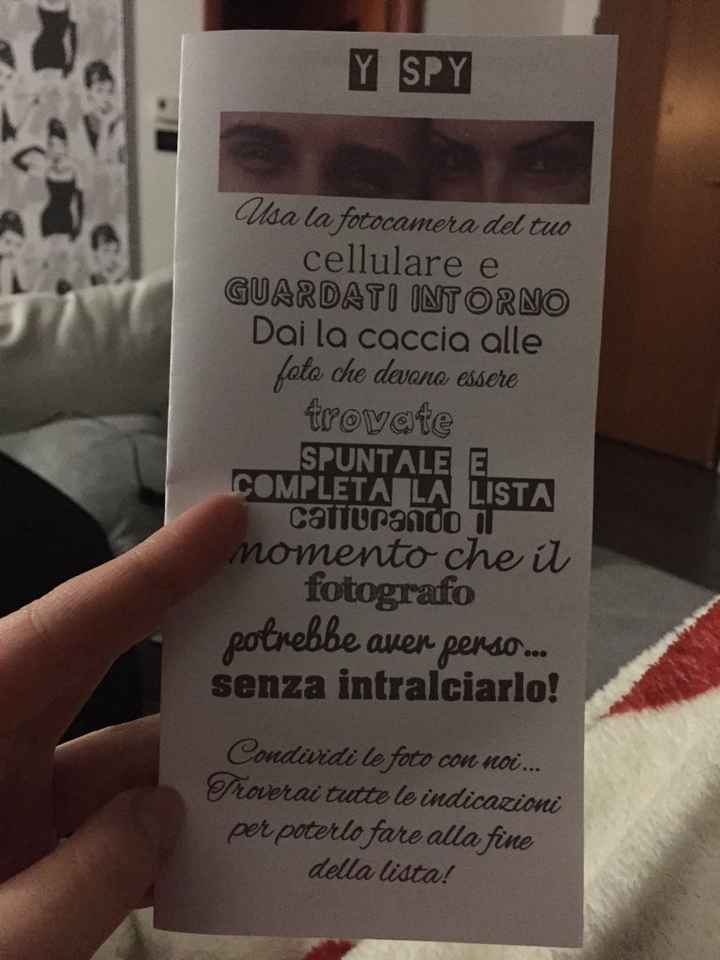 Y SPY
Usa la fotocamera del tuo
cellulare e
GUARDATI INTORNO
Dai la caccia alle
foto che devono essere
trovate
SPUNTALE E
COMPLETA LA LISTA
catturando il
momento che il
fotografo
potrebbe aver perso...
senza intralciarlo!
Condividi le foto con noi...
Troverai tutte le indicazioni
per poterlo fare alla fine
della lista!